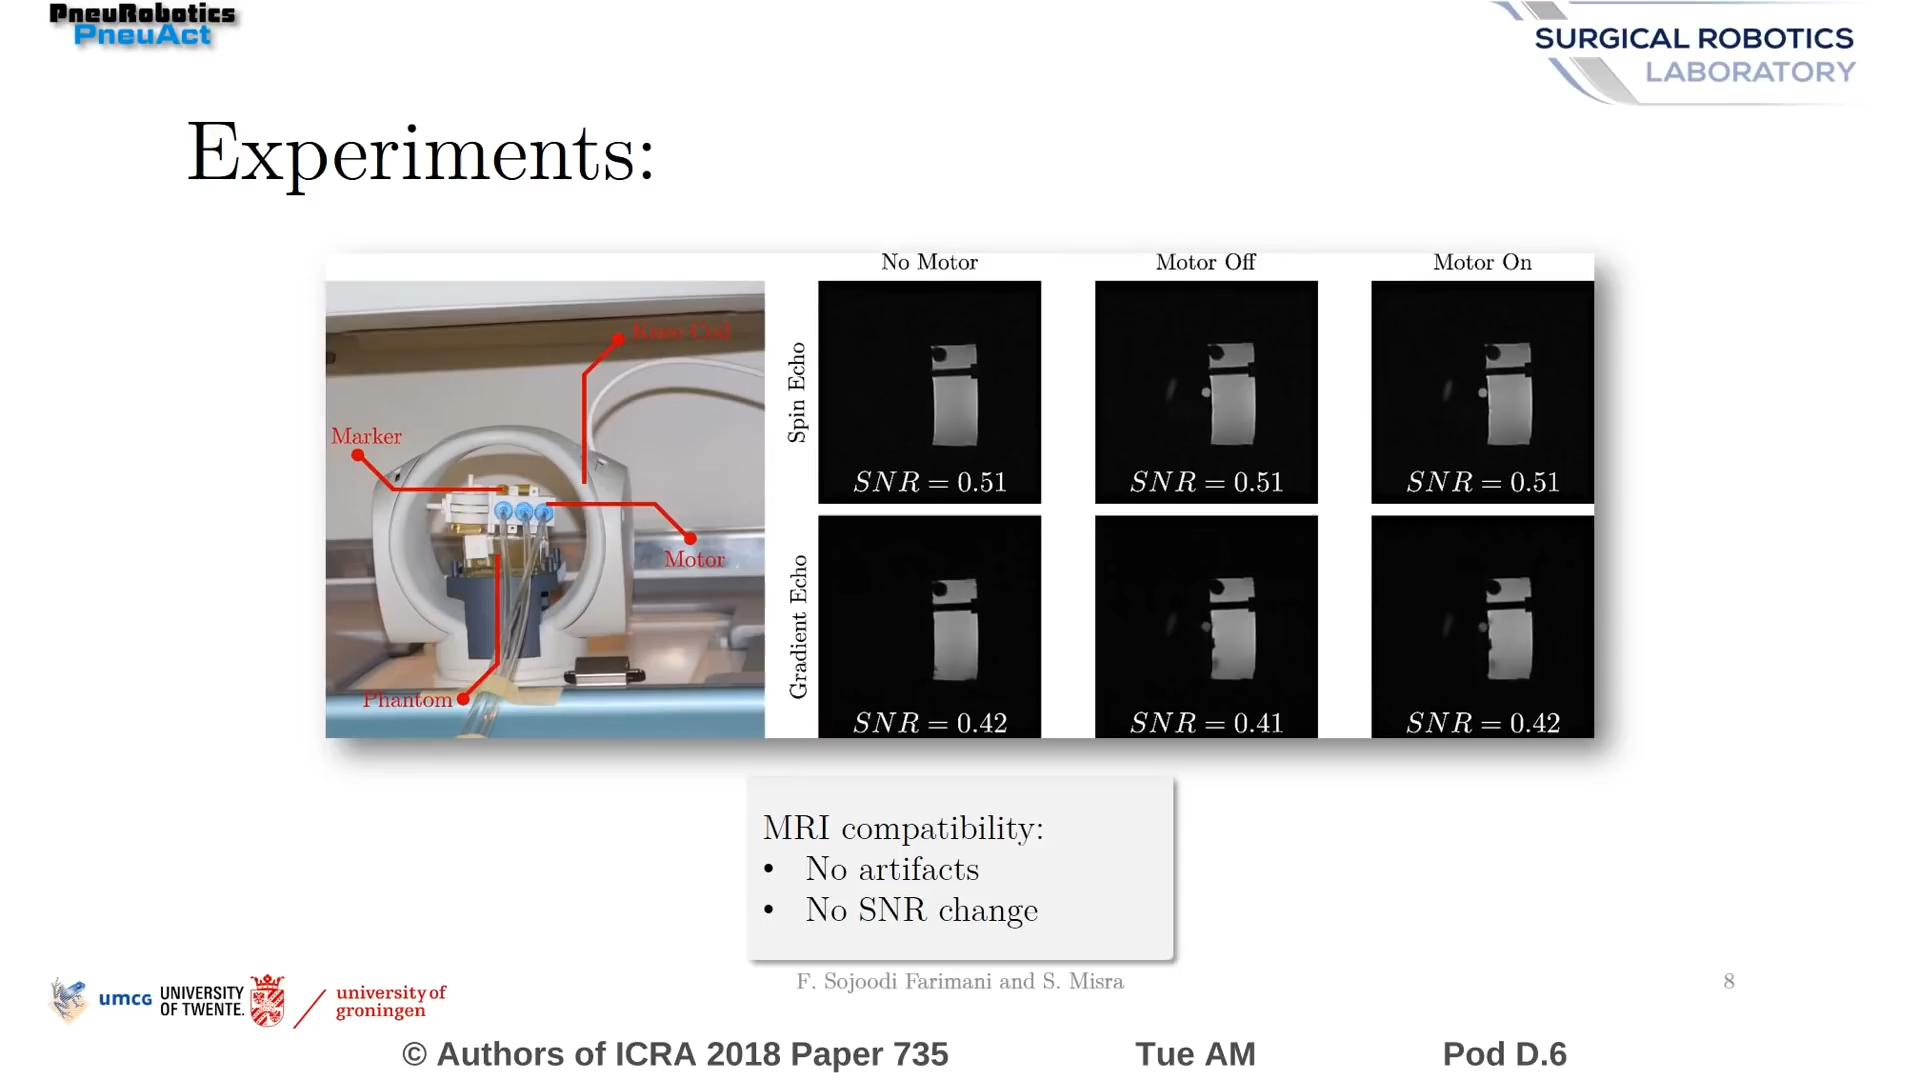 PneuRobotics
PneuAct
SURGICAL ROBOTICS
LABORATORY
Experiments:
No Motor
Motor Off
Motor On
Knee Coil
Marker
Motor
Phantom
Spin Echo
SNR = 0.51
SNR = 0.51
SNR = 0.51
Gradient Echo
SNR = 0.42
SNR = 0.41
SNR = 0.42
MRI compatibility:
• No artifacts
• No SNR change
F. Sojoodi Farimani and S. Misra
8
umcg
UNIVERSITY
OF TWENTE.
university of
groningen
© Authors of ICRA 2018 Paper 735
Tue AM
Pod D.6